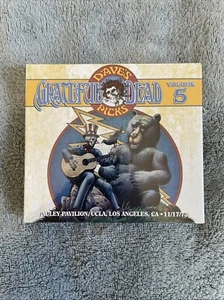 DAVE'S
GRATEFUL DEAD
PICKS
VOLUME
5
PAULEY PAVILION/UCLA, LOS ANGELES, CA • 11/17/73